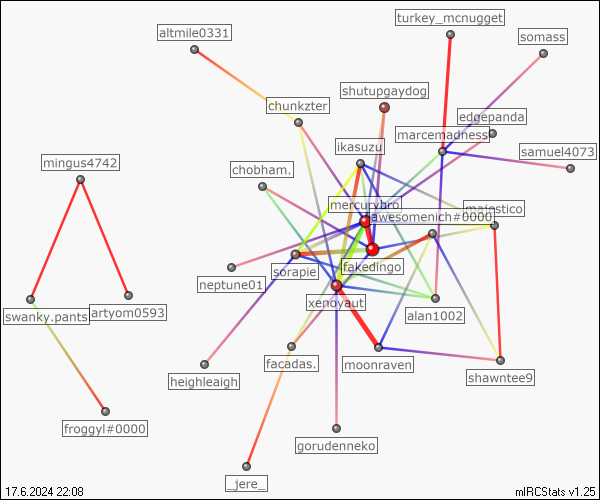 turkey_mcnugget
altmile0331
somass
shutupgaydog
chunkzter
edgepanda
marcemadness
ikasuzu
samuel4073
mingus4742
chobham.
mercurybro
majestico
awesomenich#0000
sorapie
fakedingo
neptune01
xenoyaut
swanky.pants
artyom0593
alan1002
facadas.
moonraven
heighleaigh
shawntee9
froggyl#0000
gorudenneko
_jere_
17.6.2024 22:08
mIRCStats v1.25